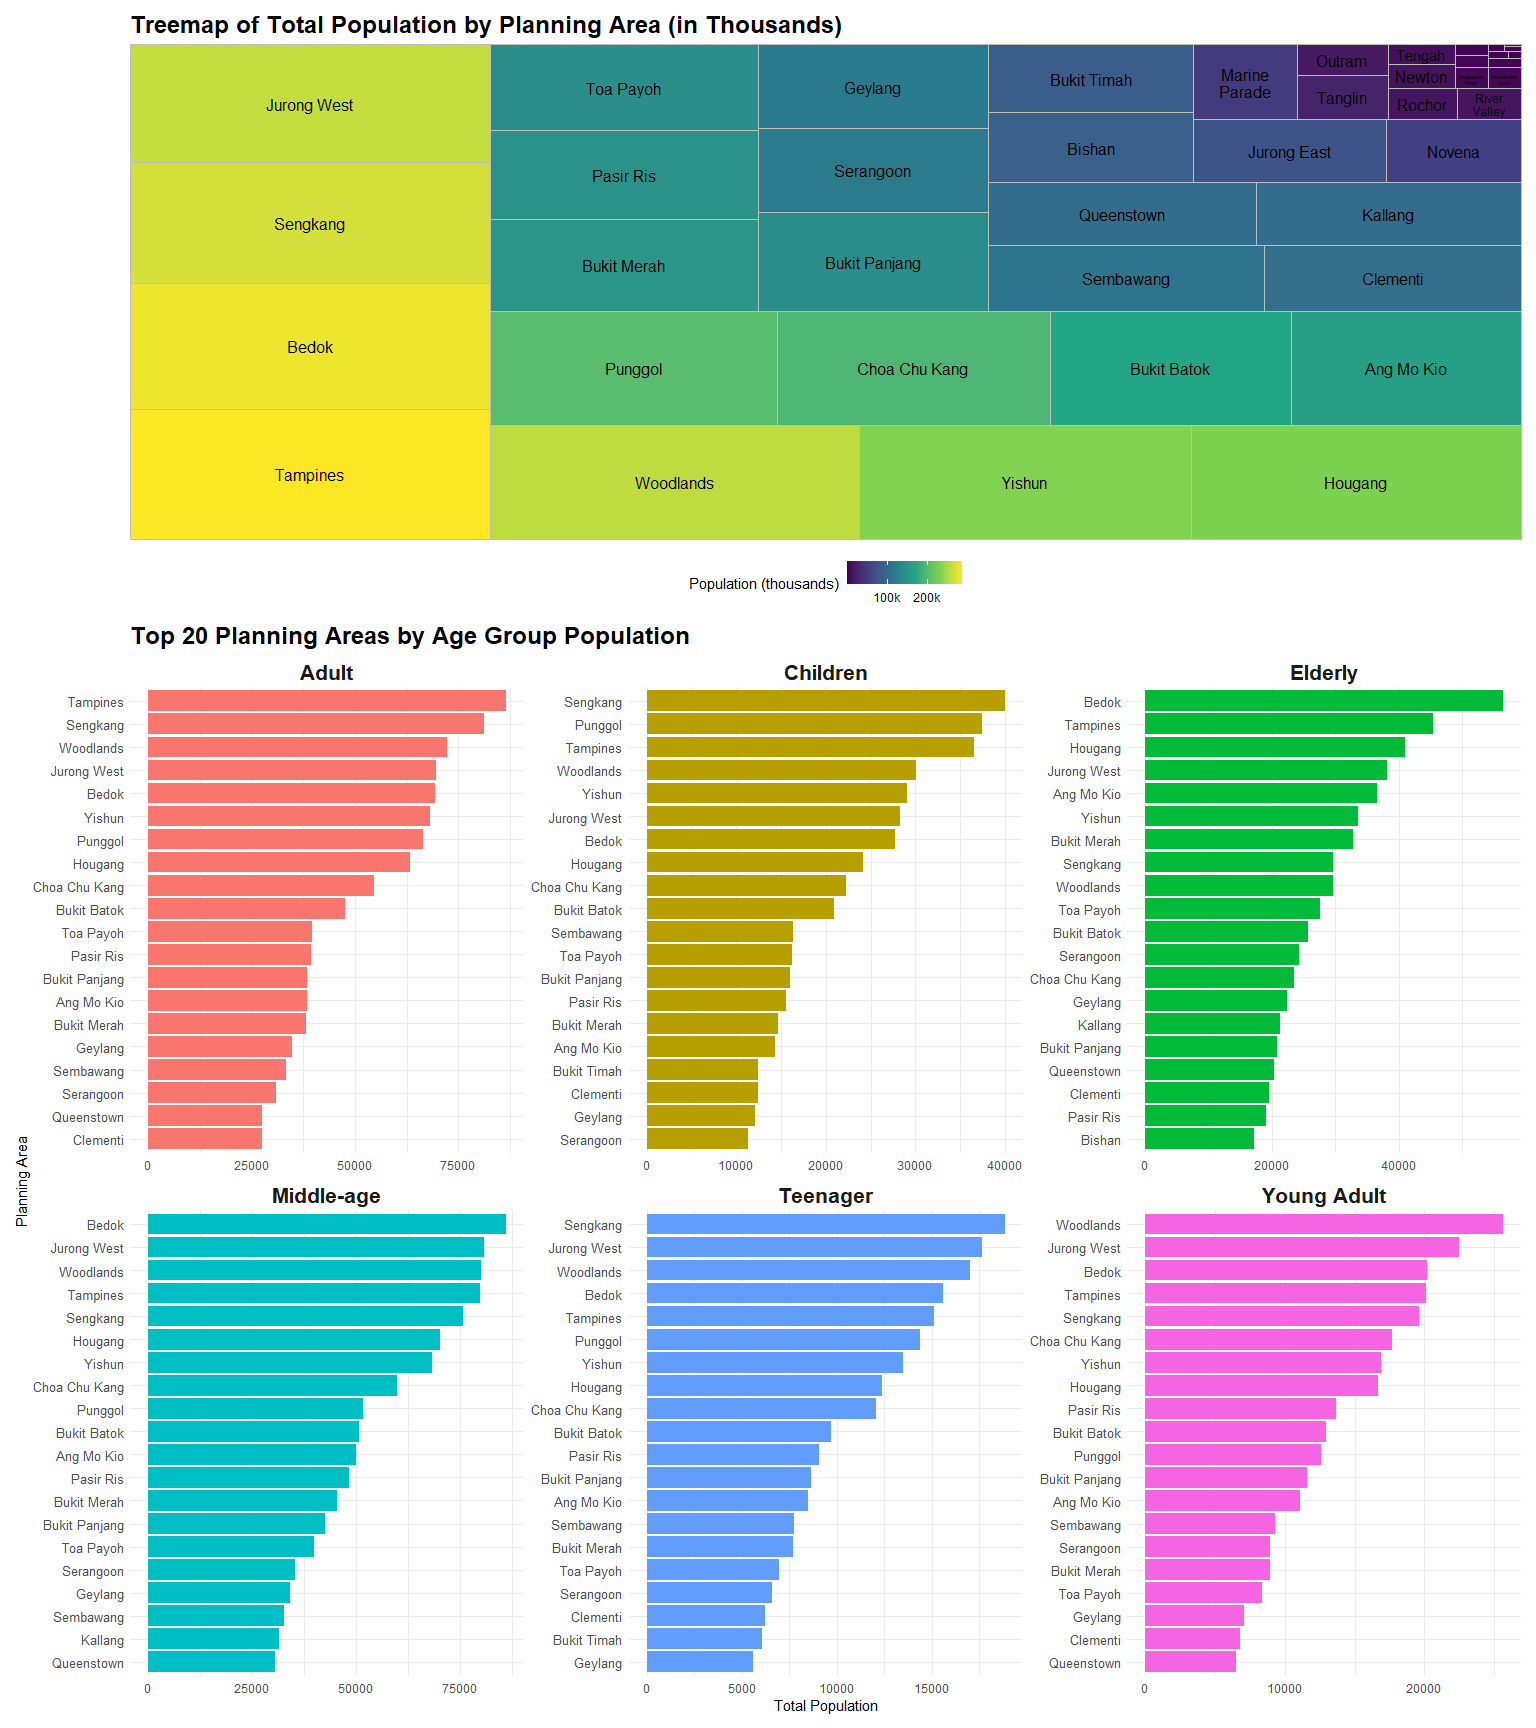 Treemap of Total Population by Planning Area (in Thousands)
Jurong West
Sengkang
Bedok
Tampines
Toa Payoh
Pasir Ris
Bukit Merah
Geylang
Serangoon
Bukit Panjang
Bukit Timah
Bishan
Marine
Parade
Outram
Tanglin
Tengah
Newton
Rochor
River
Valley
Jurong East
Novena
Queenstown
Kallang
Sembawang
Clementi
Punggol
Choa Chu Kang
Bukit Batok
Ang Mo Kio
Woodlands
Yishun
Hougang
Population (thousands)
100k 200k
Top 20 Planning Areas by Age Group Population
Planning Area
Adult
Tampines
Sengkang
Woodlands
Jurong West
Bedok
Yishun
Punggol
Hougang
Choa Chu Kang
Bukit Batok
Toa Payoh
Pasir Ris
Bukit Panjang
Ang Mo Kio
Bukit Merah
Geylang
Sembawang
Serangoon
Queenstown
Clementi
0 25000 50000 75000
Children
Sengkang
Punggol
Tampines
Woodlands
Yishun
Jurong West
Bedok
Hougang
Choa Chu Kang
Bukit Batok
Sembawang
Toa Payoh
Bukit Panjang
Pasir Ris
Bukit Merah
Ang Mo Kio
Bukit Timah
Clementi
Geylang
Serangoon
0 10000 20000 30000 40000
Elderly
Bedok
Tampines
Hougang
Jurong West
Ang Mo Kio
Yishun
Bukit Merah
Sengkang
Woodlands
Toa Payoh
Bukit Batok
Serangoon
Choa Chu Kang
Geylang
Kallang
Bukit Panjang
Queenstown
Clementi
Pasir Ris
Bishan
0 20000 40000
Middle-age
Bedok
Jurong West
Woodlands
Tampines
Sengkang
Hougang
Yishun
Choa Chu Kang
Punggol
Bukit Batok
Ang Mo Kio
Pasir Ris
Bukit Merah
Bukit Panjang
Toa Payoh
Serangoon
Geylang
Sembawang
Kallang
Queenstown
0 25000 50000 75000
Teenager
Sengkang
Jurong West
Woodlands
Bedok
Tampines
Punggol
Yishun
Hougang
Choa Chu Kang
Bukit Batok
Pasir Ris
Bukit Panjang
Ang Mo Kio
Sembawang
Bukit Merah
Toa Payoh
Serangoon
Clementi
Bukit Timah
Geylang
0 5000 10000 15000
Young Adult
Woodlands
Jurong West
Bedok
Tampines
Sengkang
Choa Chu Kang
Yishun
Hougang
Pasir Ris
Bukit Batok
Punggol
Bukit Panjang
Ang Mo Kio
Sembawang
Serangoon
Bukit Merah
Toa Payoh
Geylang
Clementi
Queenstown
0 10000 20000
Total Population